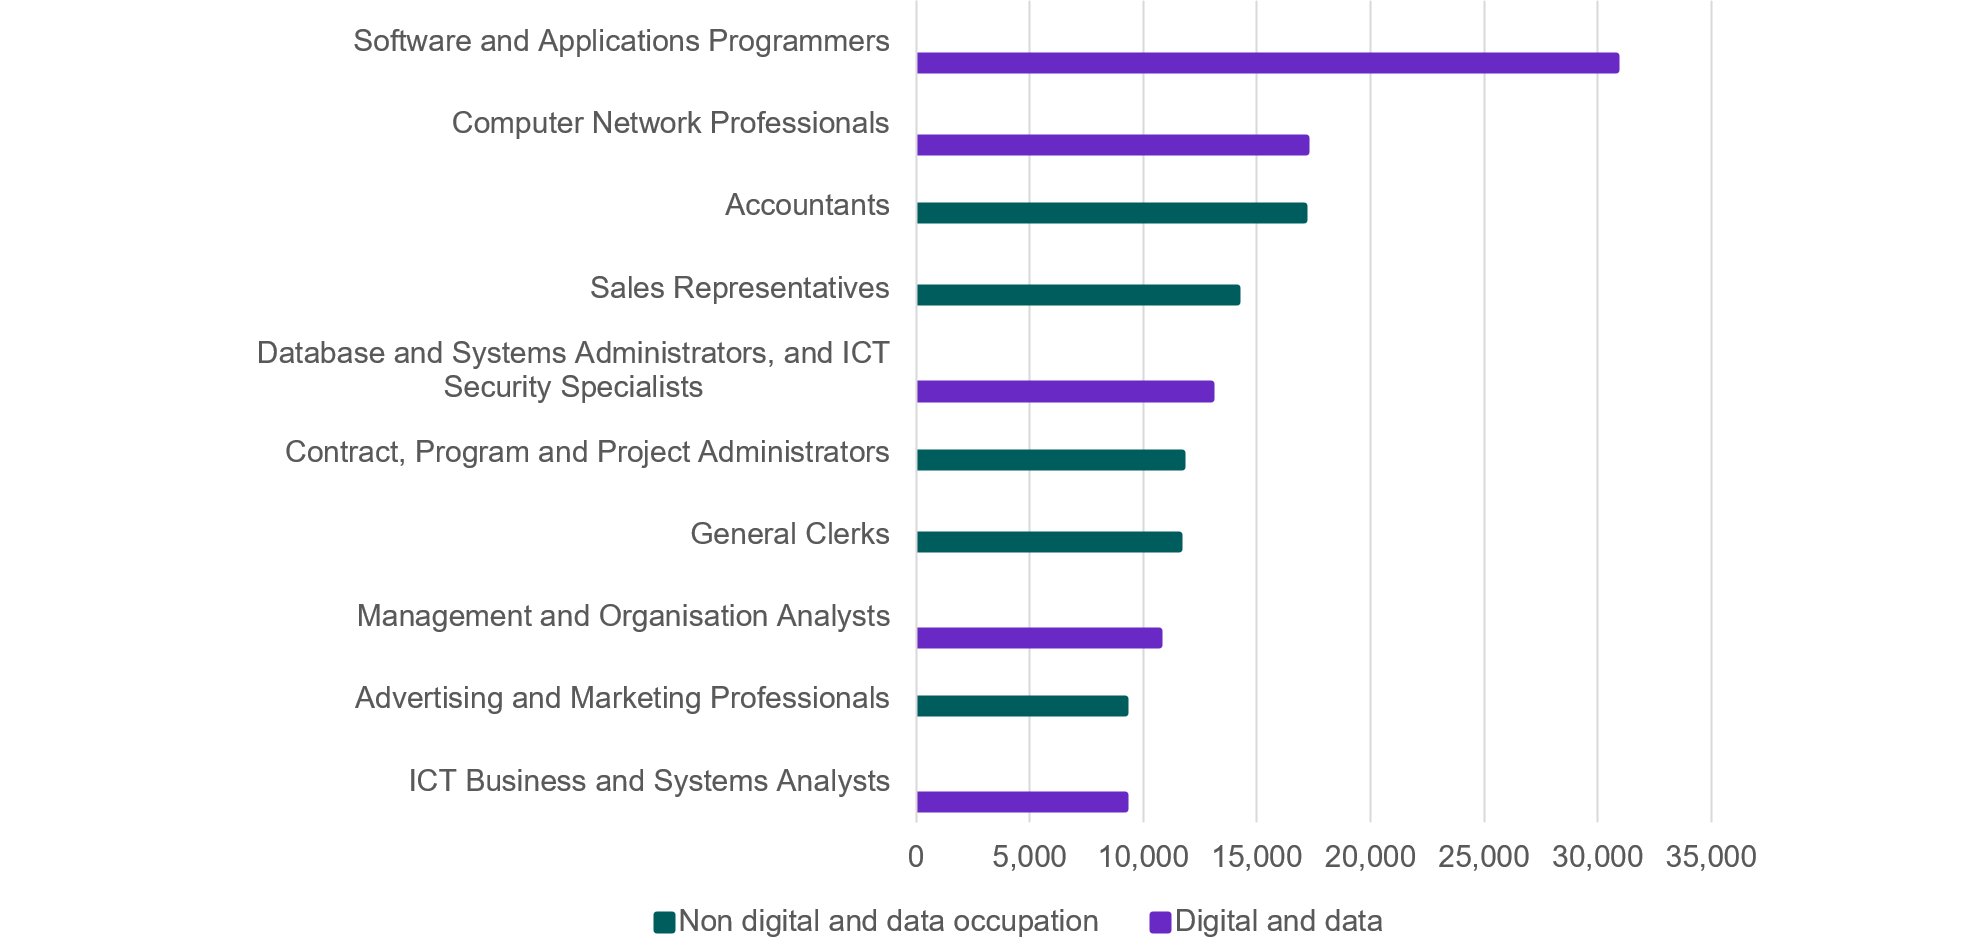 Software and Applications Programmers
Computer Network Professionals
Accountants
Sales Representatives
Database and Systems Administrators, and ICT
Security Specialists
Contract, Program and Project Administrators
General Clerks
Management and Organisation Analysts
Advertising and Marketing Professionals
ICT Business and Systems Analysts
0 5,000 10,000 15,000 20,000 25,000 30,000 35,000
Non digital and data occupation Digital and data